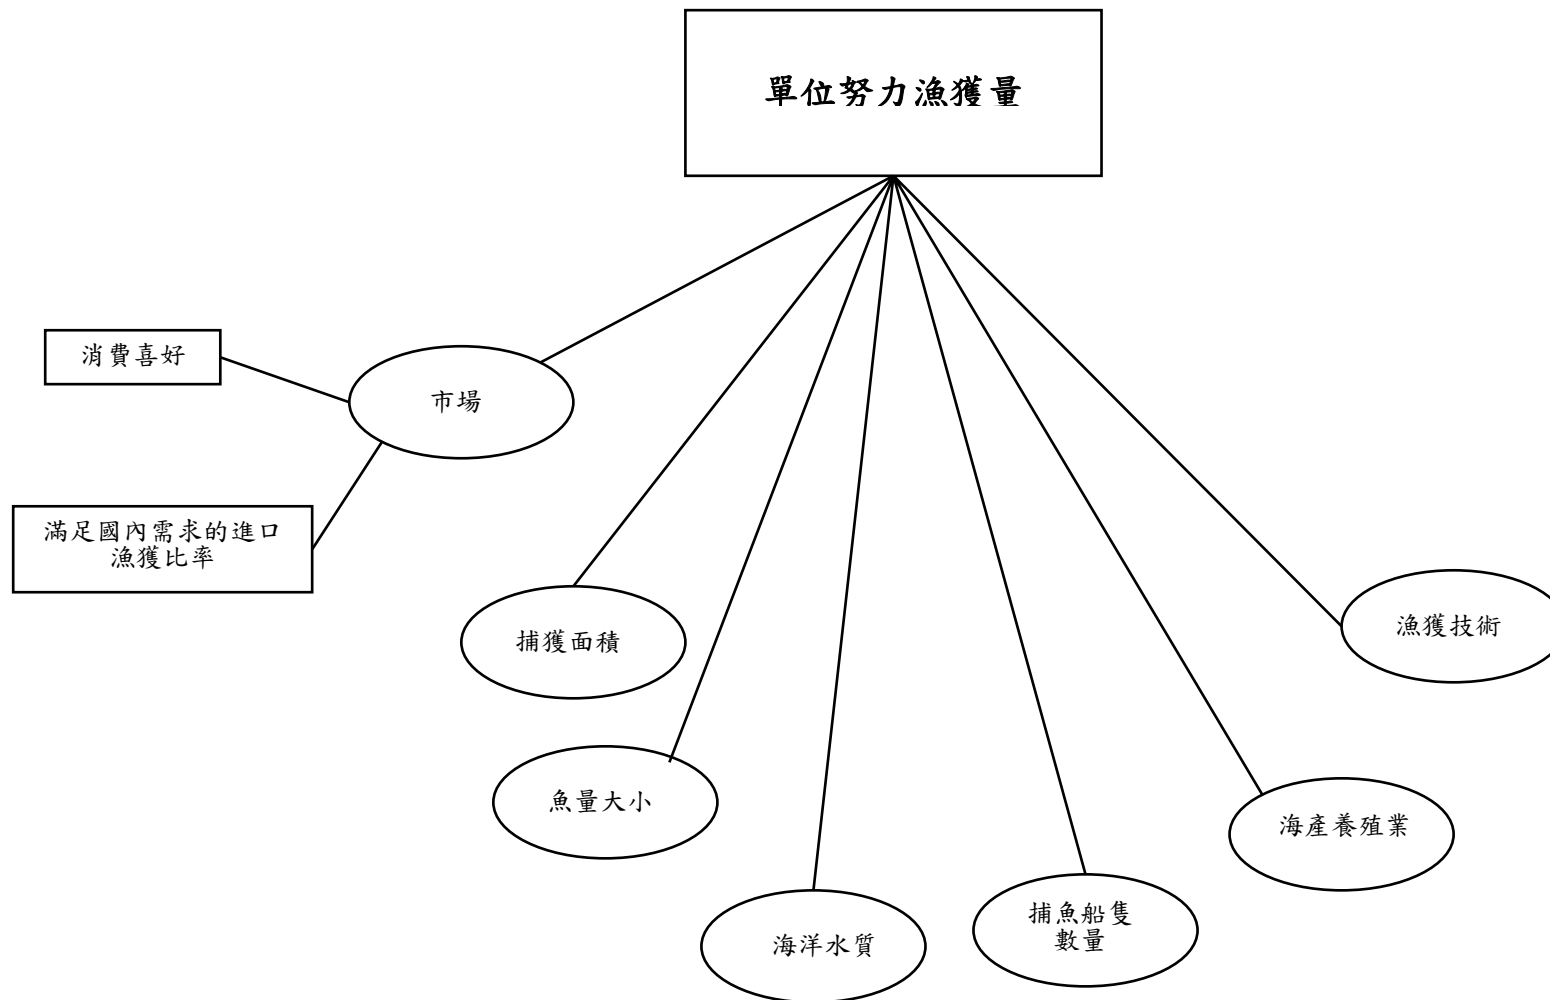 單位努力漁獲量
消費喜好
市場
滿足國內需求的進口
漁獲比率
捕獲面積
漁獲技術
魚量大小
海產養殖業
捕魚船隻
數量
海洋水質